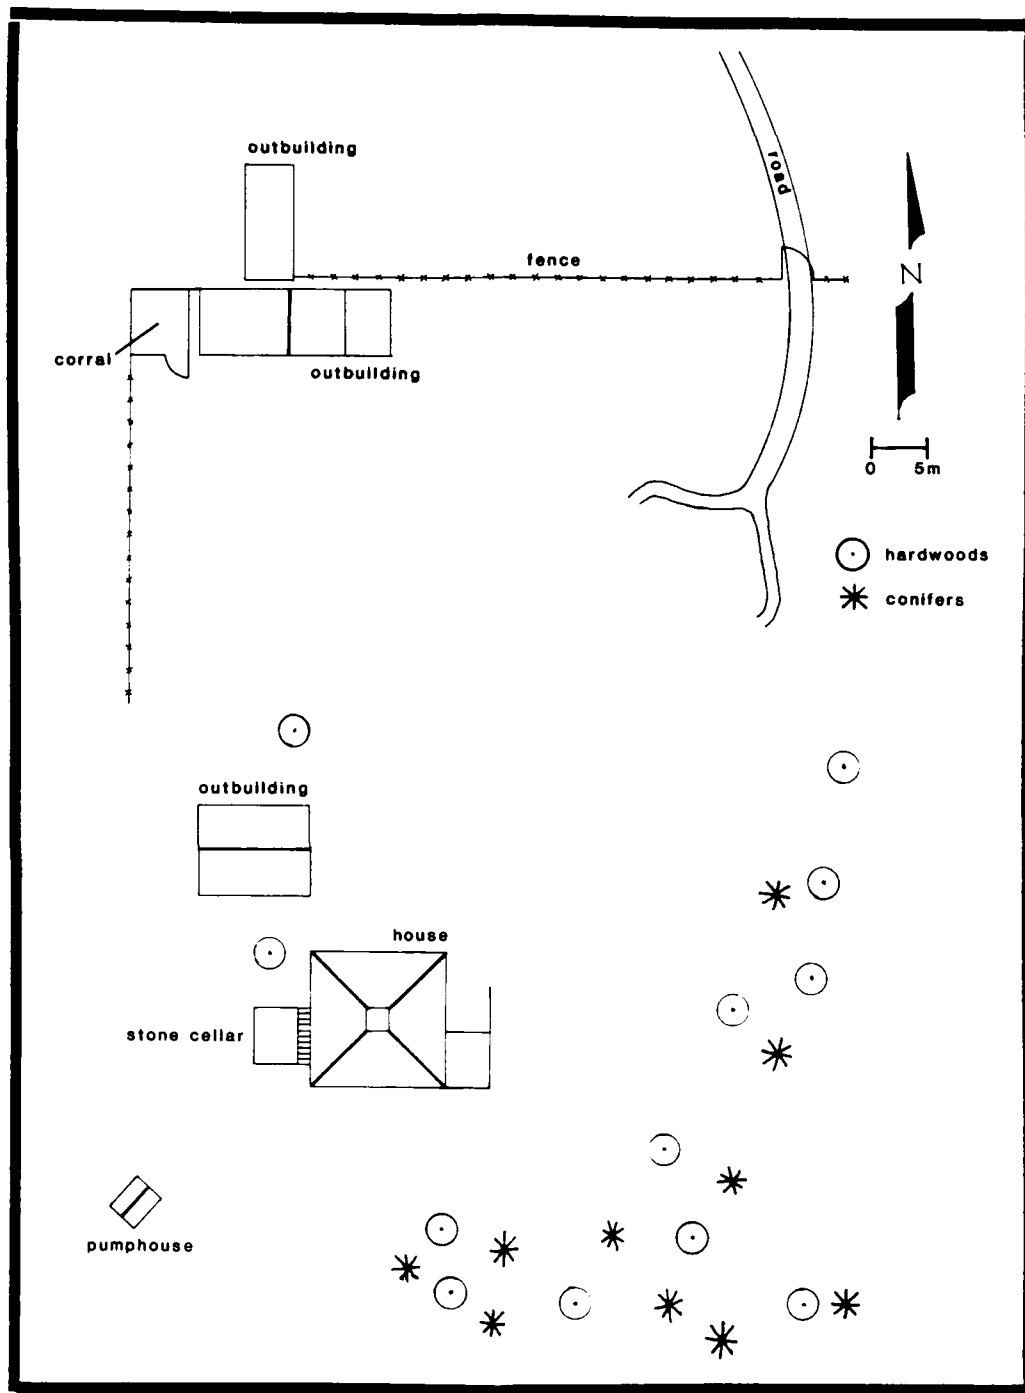 outbuilding
road
fence
N
corral
outbuilding
0 5m
hardwoods
conifers
outbuilding
house
stone cellar
pumphouse